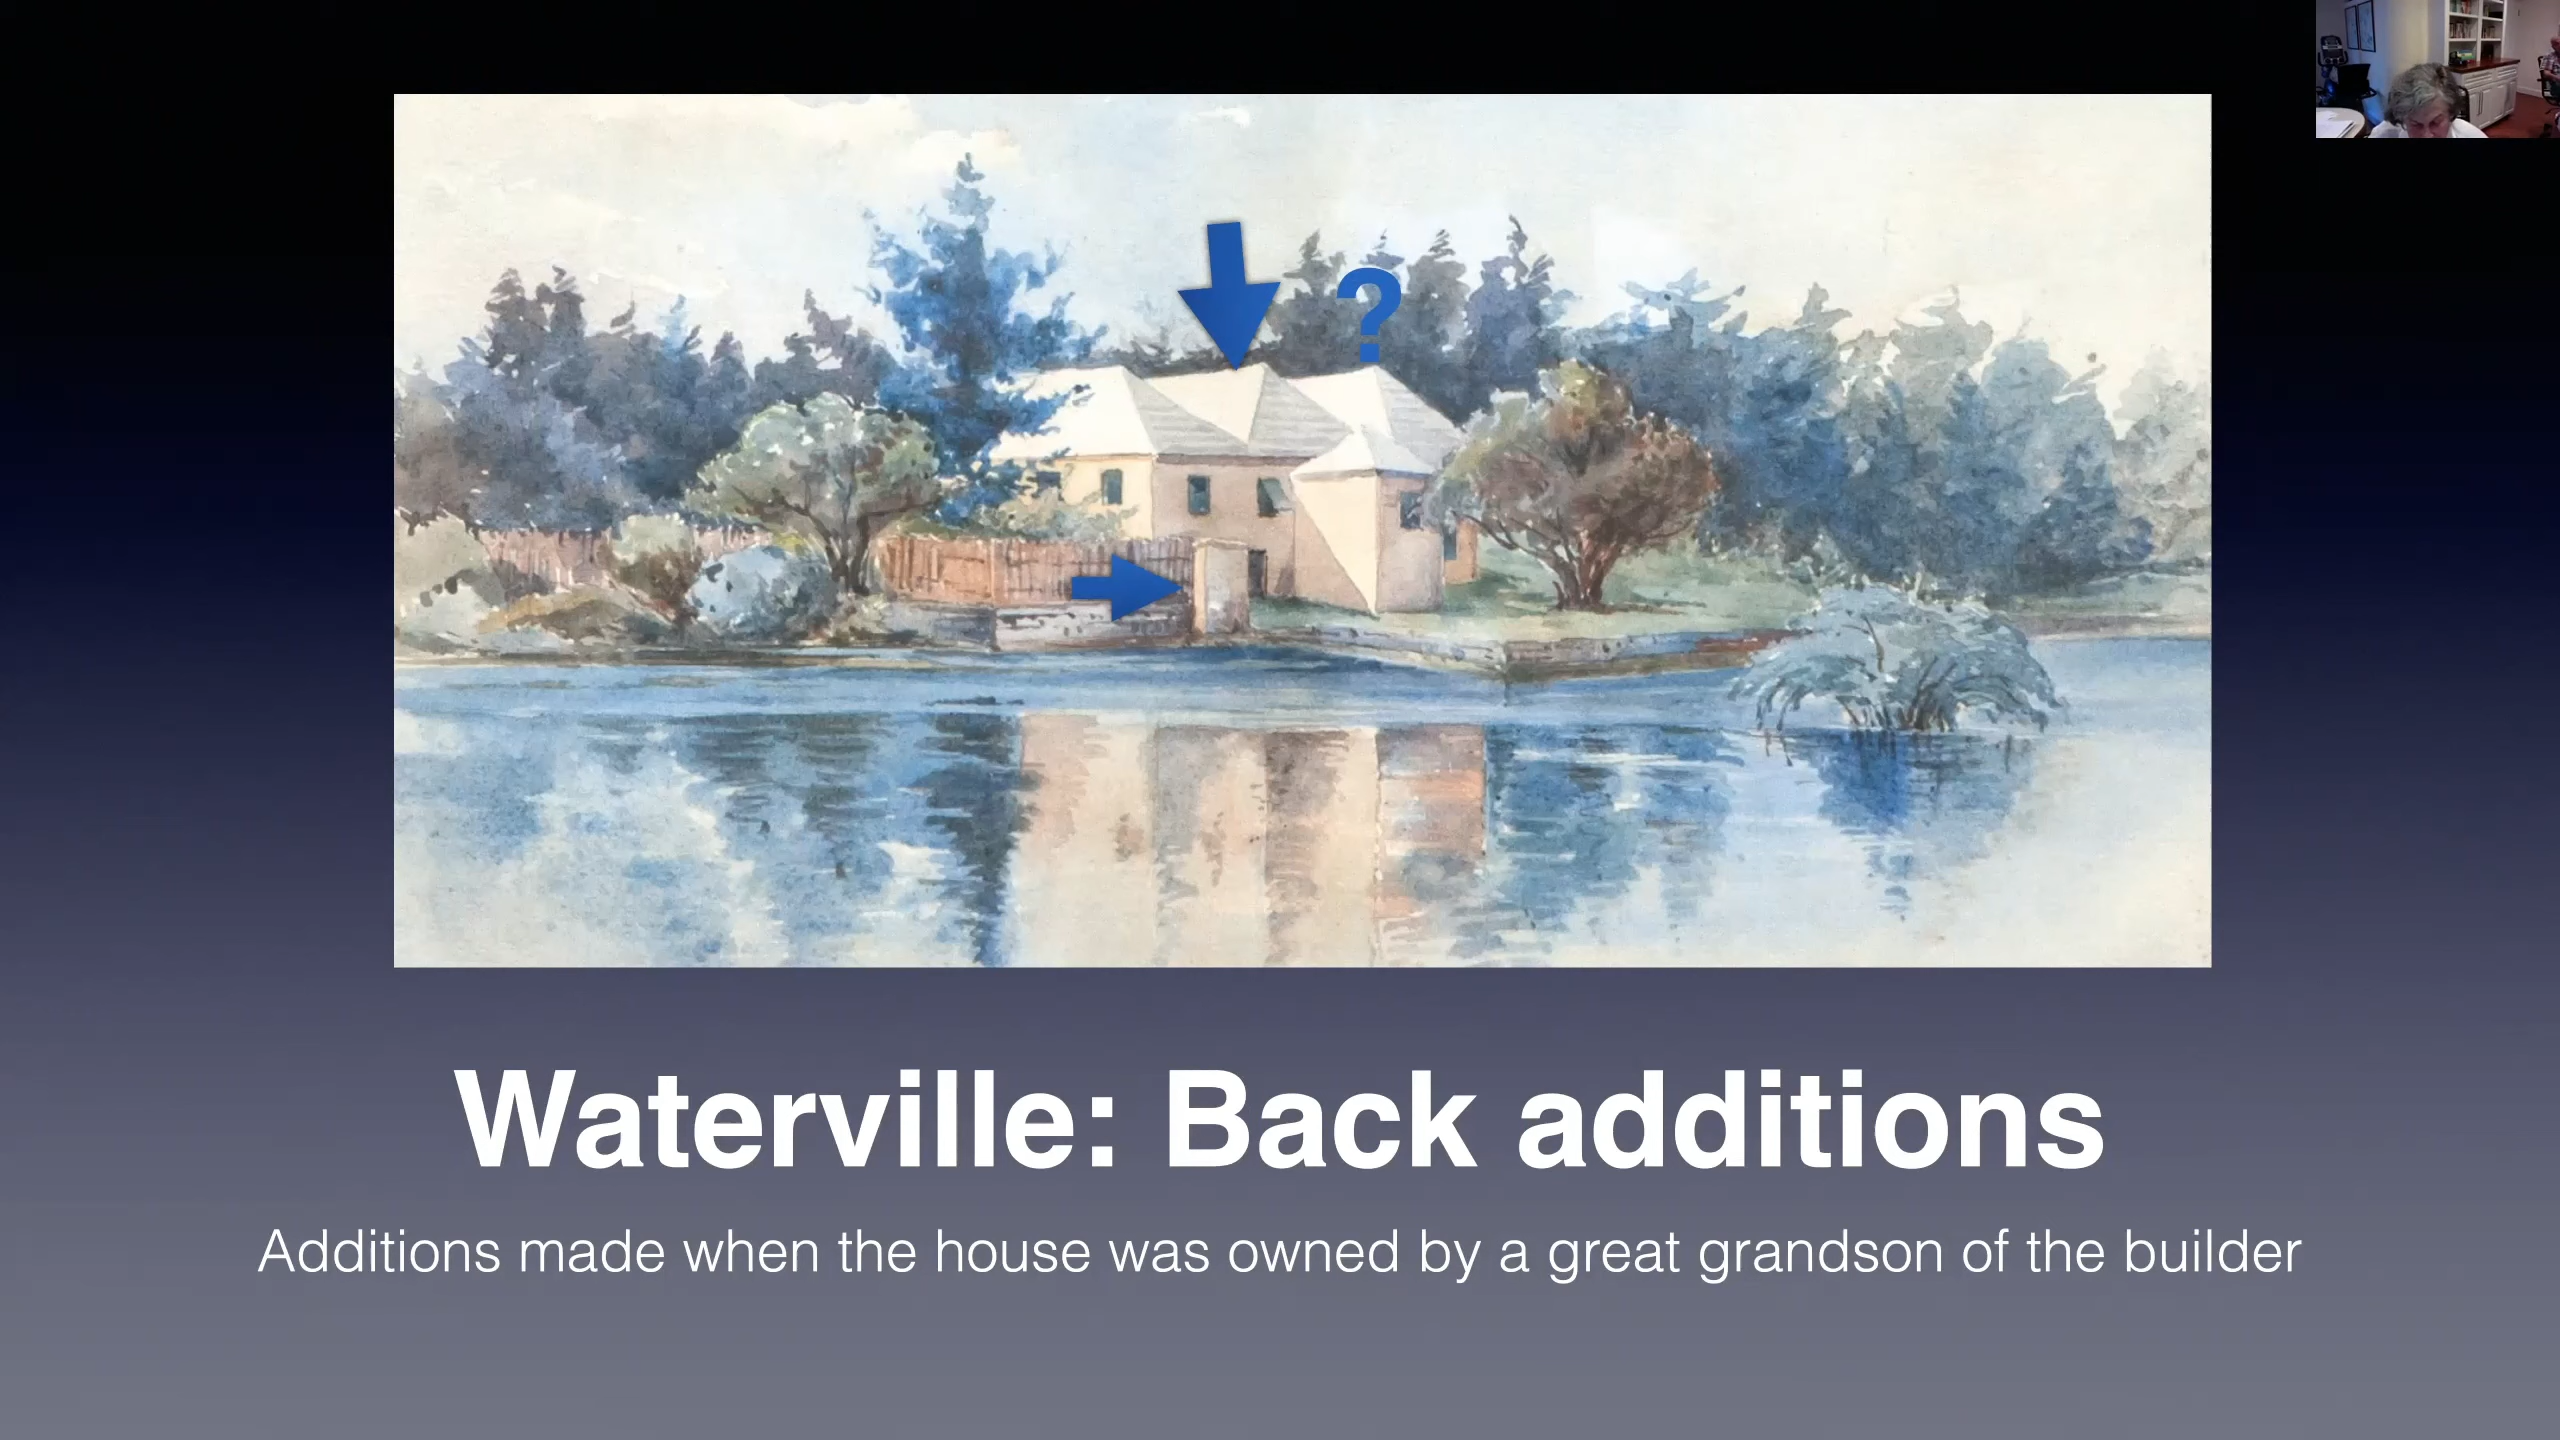 ?
Waterville: Back additions
Additions made when the house was owned by a great grandson of the builder